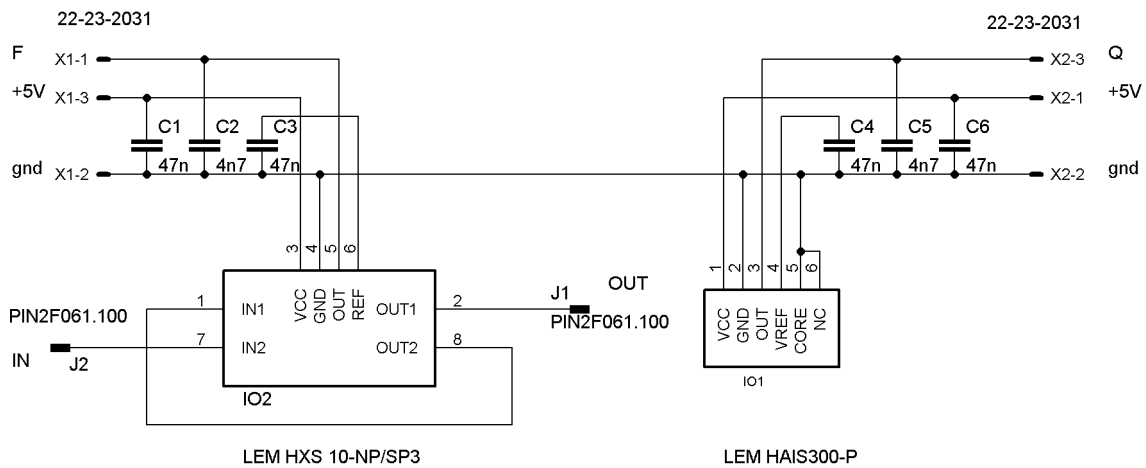 22-23-2031
22-23-2031
F
X1-1
X2-3
Q
+5V
X1-3
X2-1
+5V
C1
C2
C3
C4
C5
C6
47n
4n7
47n
47n
4n7
47n
gnd
X1-2
X2-2
gnd
3
4
5
6
1
2
3
4
5
6
1
IN1
VCC
GND
OUT
REF
OUT1
2
J1
OUT
PIN2F061.100
PIN2F061.100
7
IN2
OUT2
8
IN
J2
VCC
GND
OUT
VREF
CORE
NC
IO2
IO1
LEM HXS 10-NP/SP3
LEM HAIS300-P